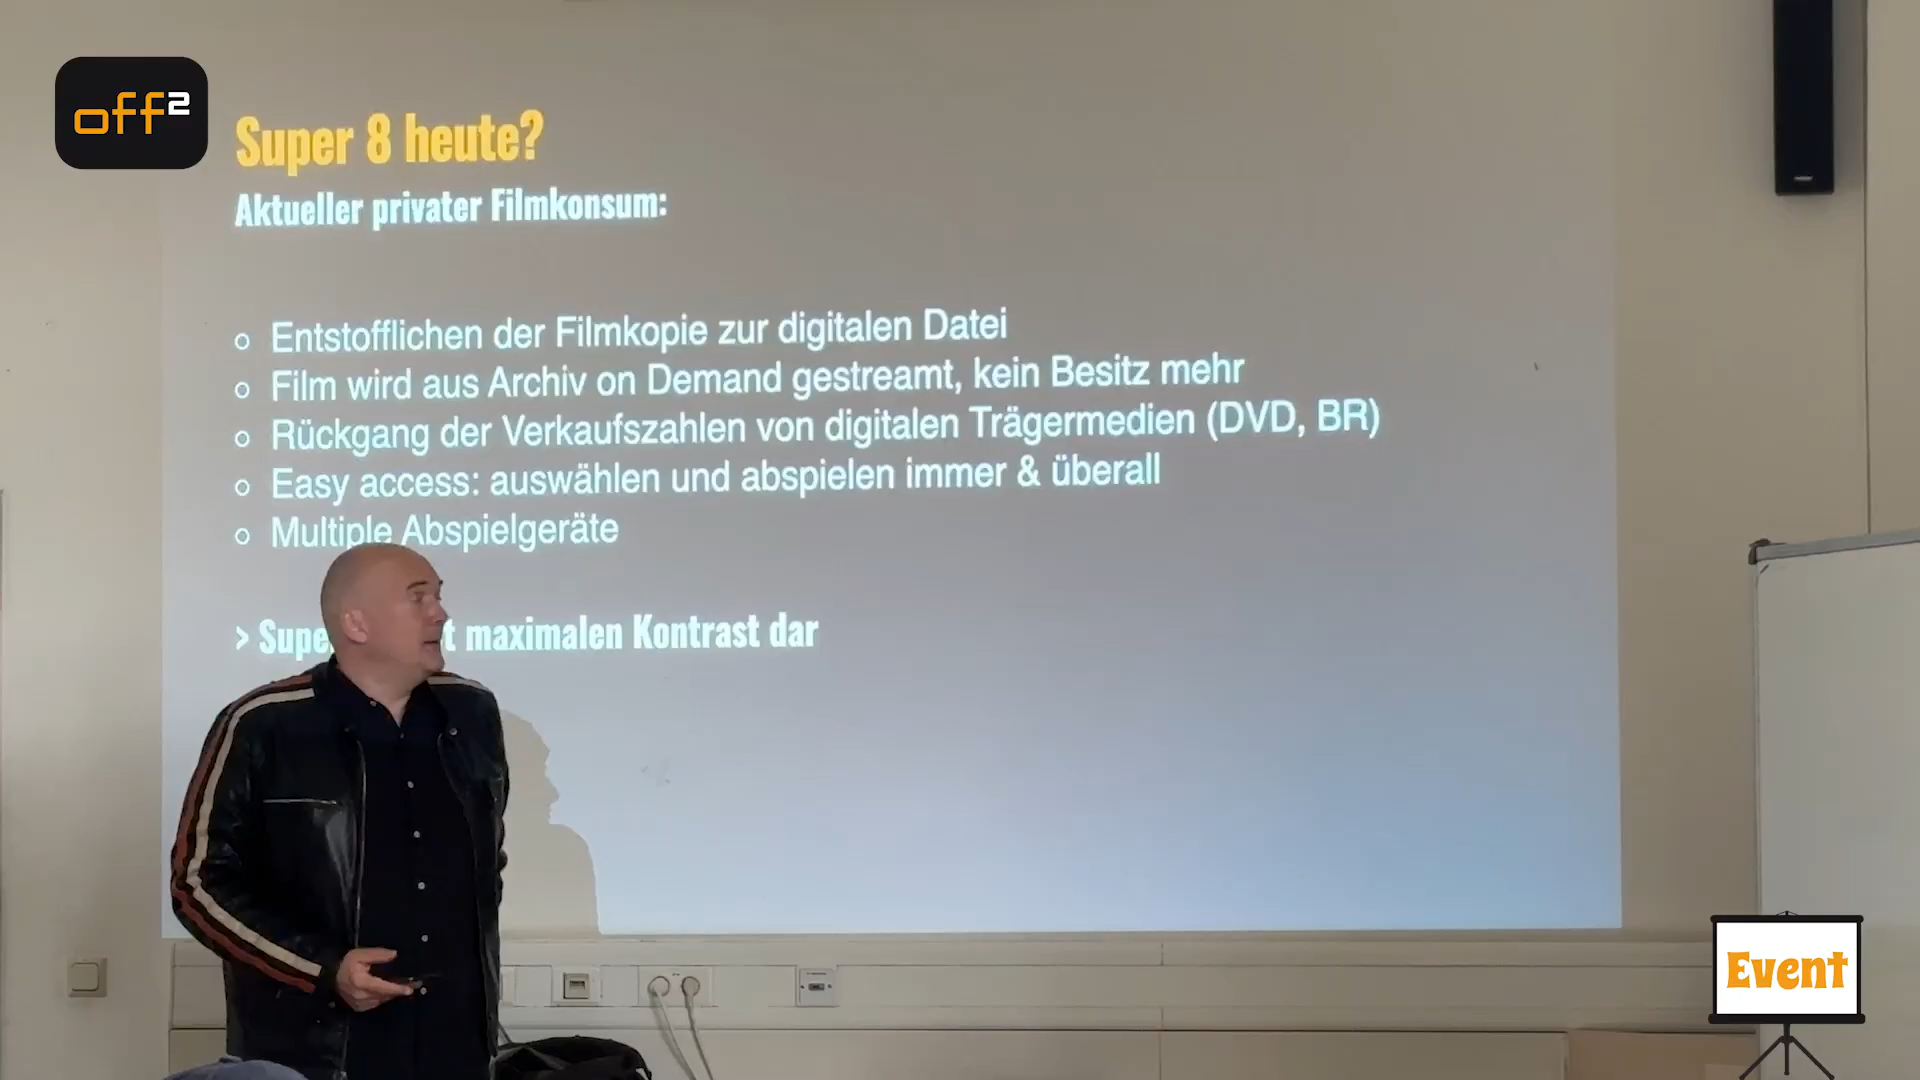 off²
Super 8 heute?
Aktueller privater Filmkonsum:
○ Entstofflichen der Filmkopie zur digitalen Datei
○ Film wird aus Archiv on Demand gestreamt, kein Besitz mehr
○ Rückgang der Verkaufszahlen von digitalen Trägermedien (DVD, BR)
○ Easy access: auswählen und abspielen immer & überall
○ Multiple Abspielgeräte
> maximalen Kontrast dar
Event